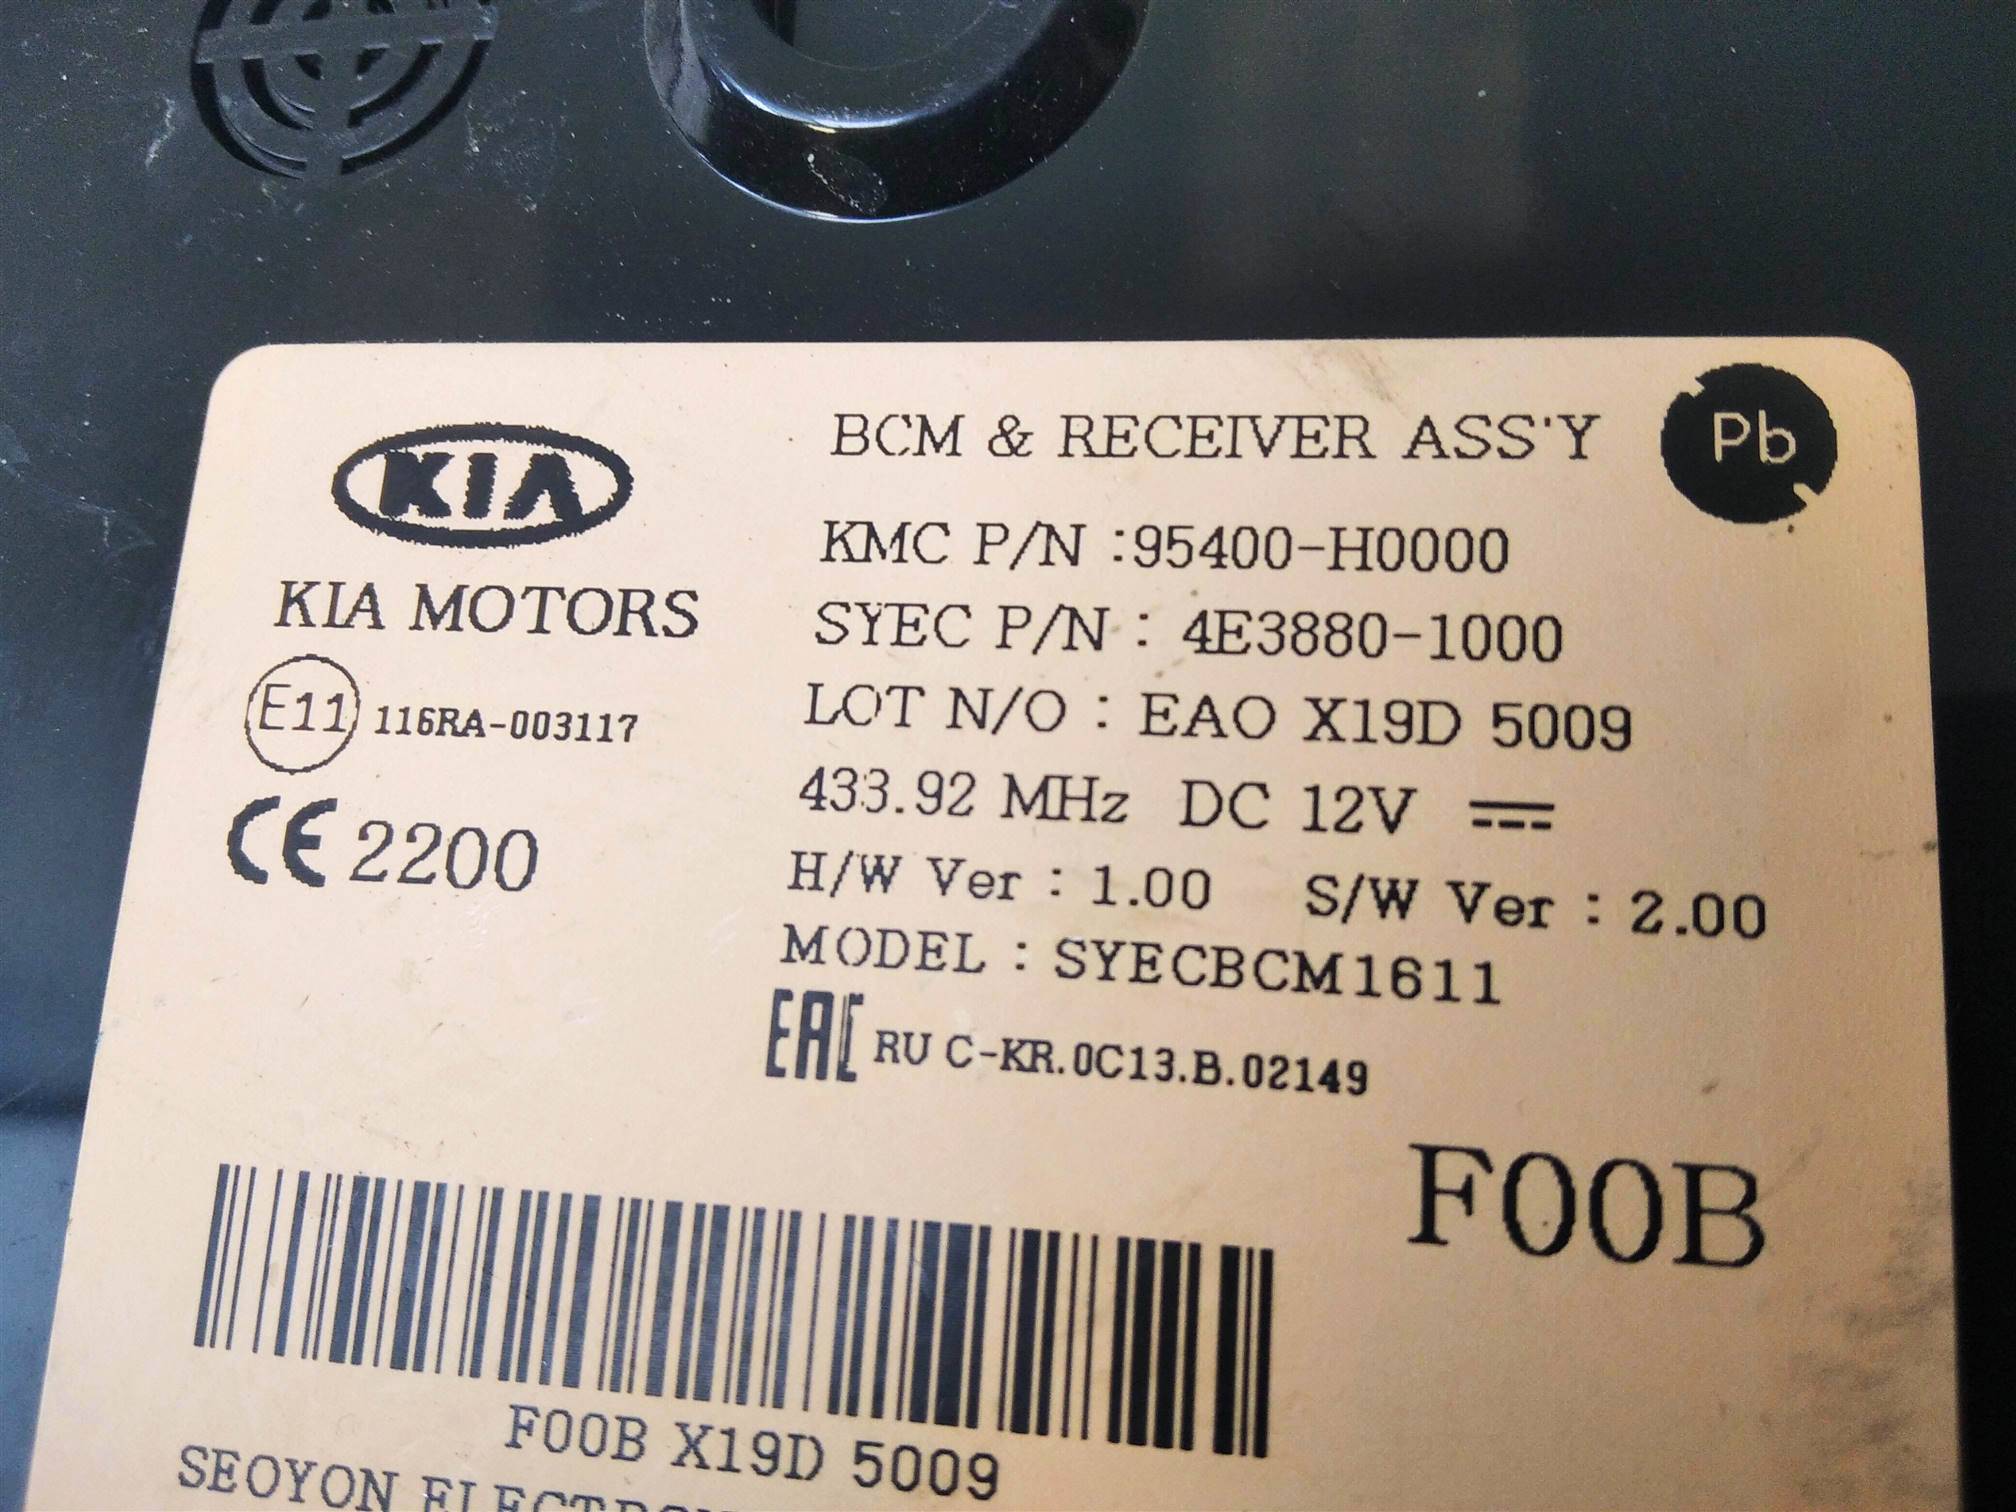 BCM & RECEIVER ASS'Y
Pb
KIA
KIA MOTORS
KMC P/N :95400-H0000
SYEC P/N : 4E3880-1000
E11 116RA-003117
LOT N/O : EAO X19D 5009
433.92 MHz DC 12V
CE 2200
H/W Ver : 1.00 S/W Ver : 2.00
MODEL : SYECBCM1611
EAC RU C-KR.0C13.B.02149
F00B
F00B X19D 5009
SEOYON